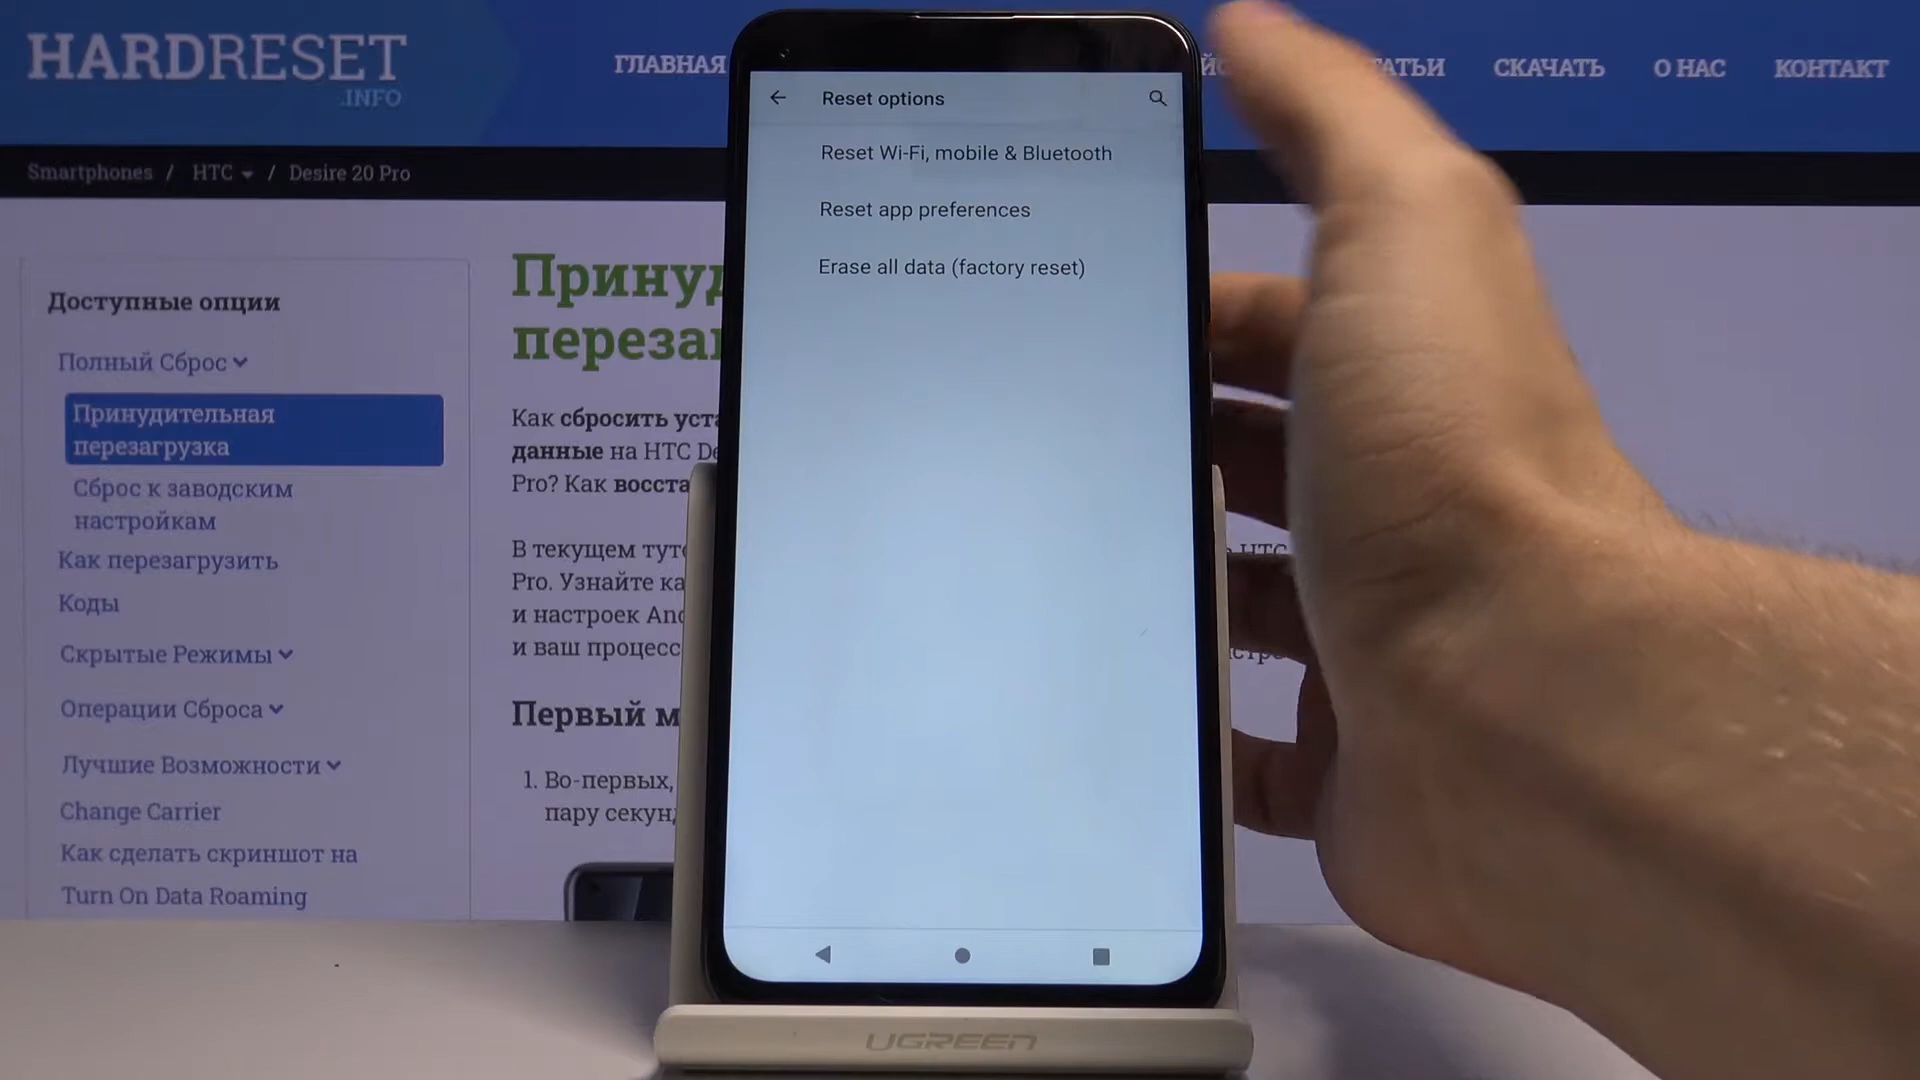 HARDRESET
.INFO
ГЛАВНАЯ
СКАЧАТЬ
О НАС
КОНТАКТ
Smartphones / HTC / Desire 20 Pro
Доступные опции
Полный Сброс
Принудительная
перезагрузка
Сброс к заводским
настройкам
Как перезагрузить
Коды
Скрытые Режимы
Операции Сброса
Лучшие Возможности
Change Carrier
Как сделать скриншот на
Turn On Data Roaming
Как сбросить
данные на HTC
Pro? Как
В текущем
Pro. Узнайте
и настроек
и ваш процесс
Первый
1. Во-первых,
пару
HTC
Reset options
Reset Wi-Fi, mobile & Bluetooth
Reset app preferences
Erase all data (factory reset)
UGREEN